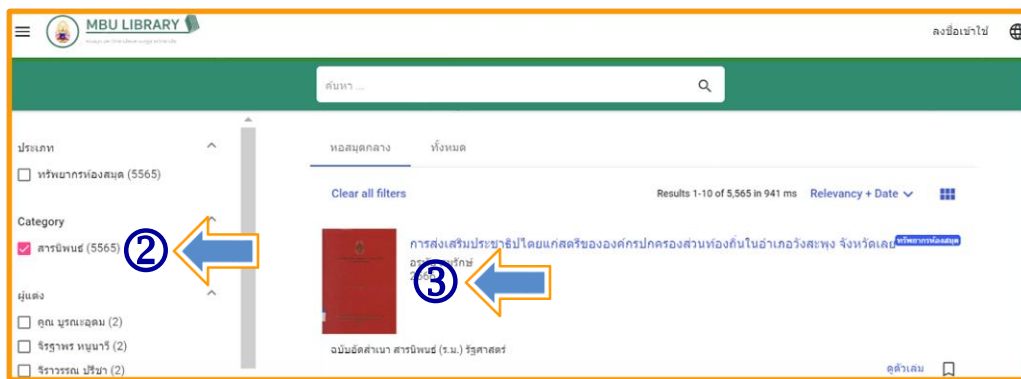 MBU LIBRARY
ลงชื่อเข้าใช้
ค้นหา ...
ประเภท
ทรัพยากรห้องสมุด (5565)
Category
สารนิพนธ์ (5565)
②
ผู้แต่ง
คูณ บูรณะอุดม (2)
จิรฐาพร หนูนารี (2)
จิราวรรณ ปรีชา (2)
หอสมุดกลาง ทั้งหมด
Clear all filters
Results 1-10 of 5,565 in 941 ms Relevancy + Date
การส่งเสริมประชาธิปไตยแก่สตรีขององค์กรปกครองส่วนท้องถิ่นในอำเภอวังสะพุง จังหวัดเลย ทรัพยากรห้องสมุด
③
ฉบับอัดสำเนา สารนิพนธ์ (ร.ม.) รัฐศาสตร์
ดูตัวเล่ม